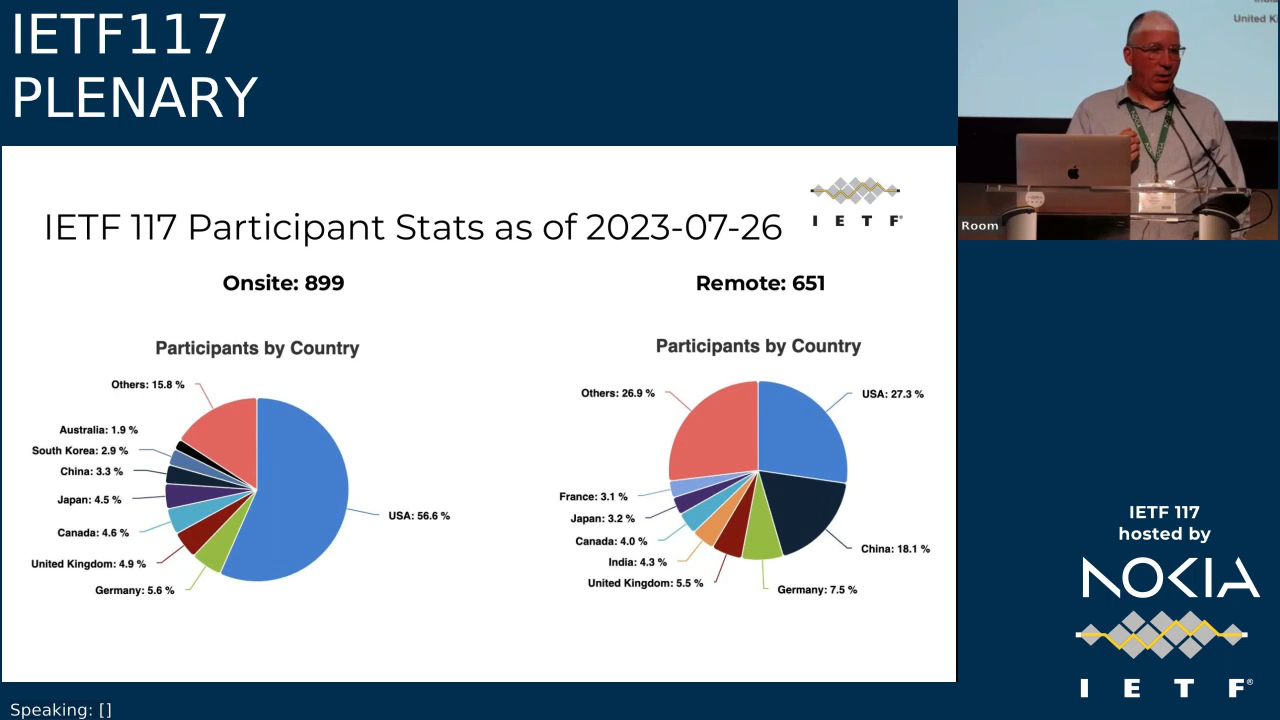 IETF117
PLENARY
United K
Room
IETF 117 Participant Stats as of 2023-07-26
I E T F®
Onsite: 899
Remote: 651
Participants by Country
Others: 15.8 %
Australia: 1.9 %
South Korea: 2.9 %
China: 3.3 %
Japan: 4.5 %
Canada: 4.6 %
United Kingdom: 4.9 %
Germany: 5.6 %
USA: 56.6 %
Participants by Country
Others: 26.9 %
USA: 27.3 %
France: 3.1 %
Japan: 3.2 %
Canada: 4.0 %
India: 4.3 %
United Kingdom: 5.5 %
Germany: 7.5 %
China: 18.1 %
IETF 117
hosted by
NOKIA
I E T F®
Speaking: []